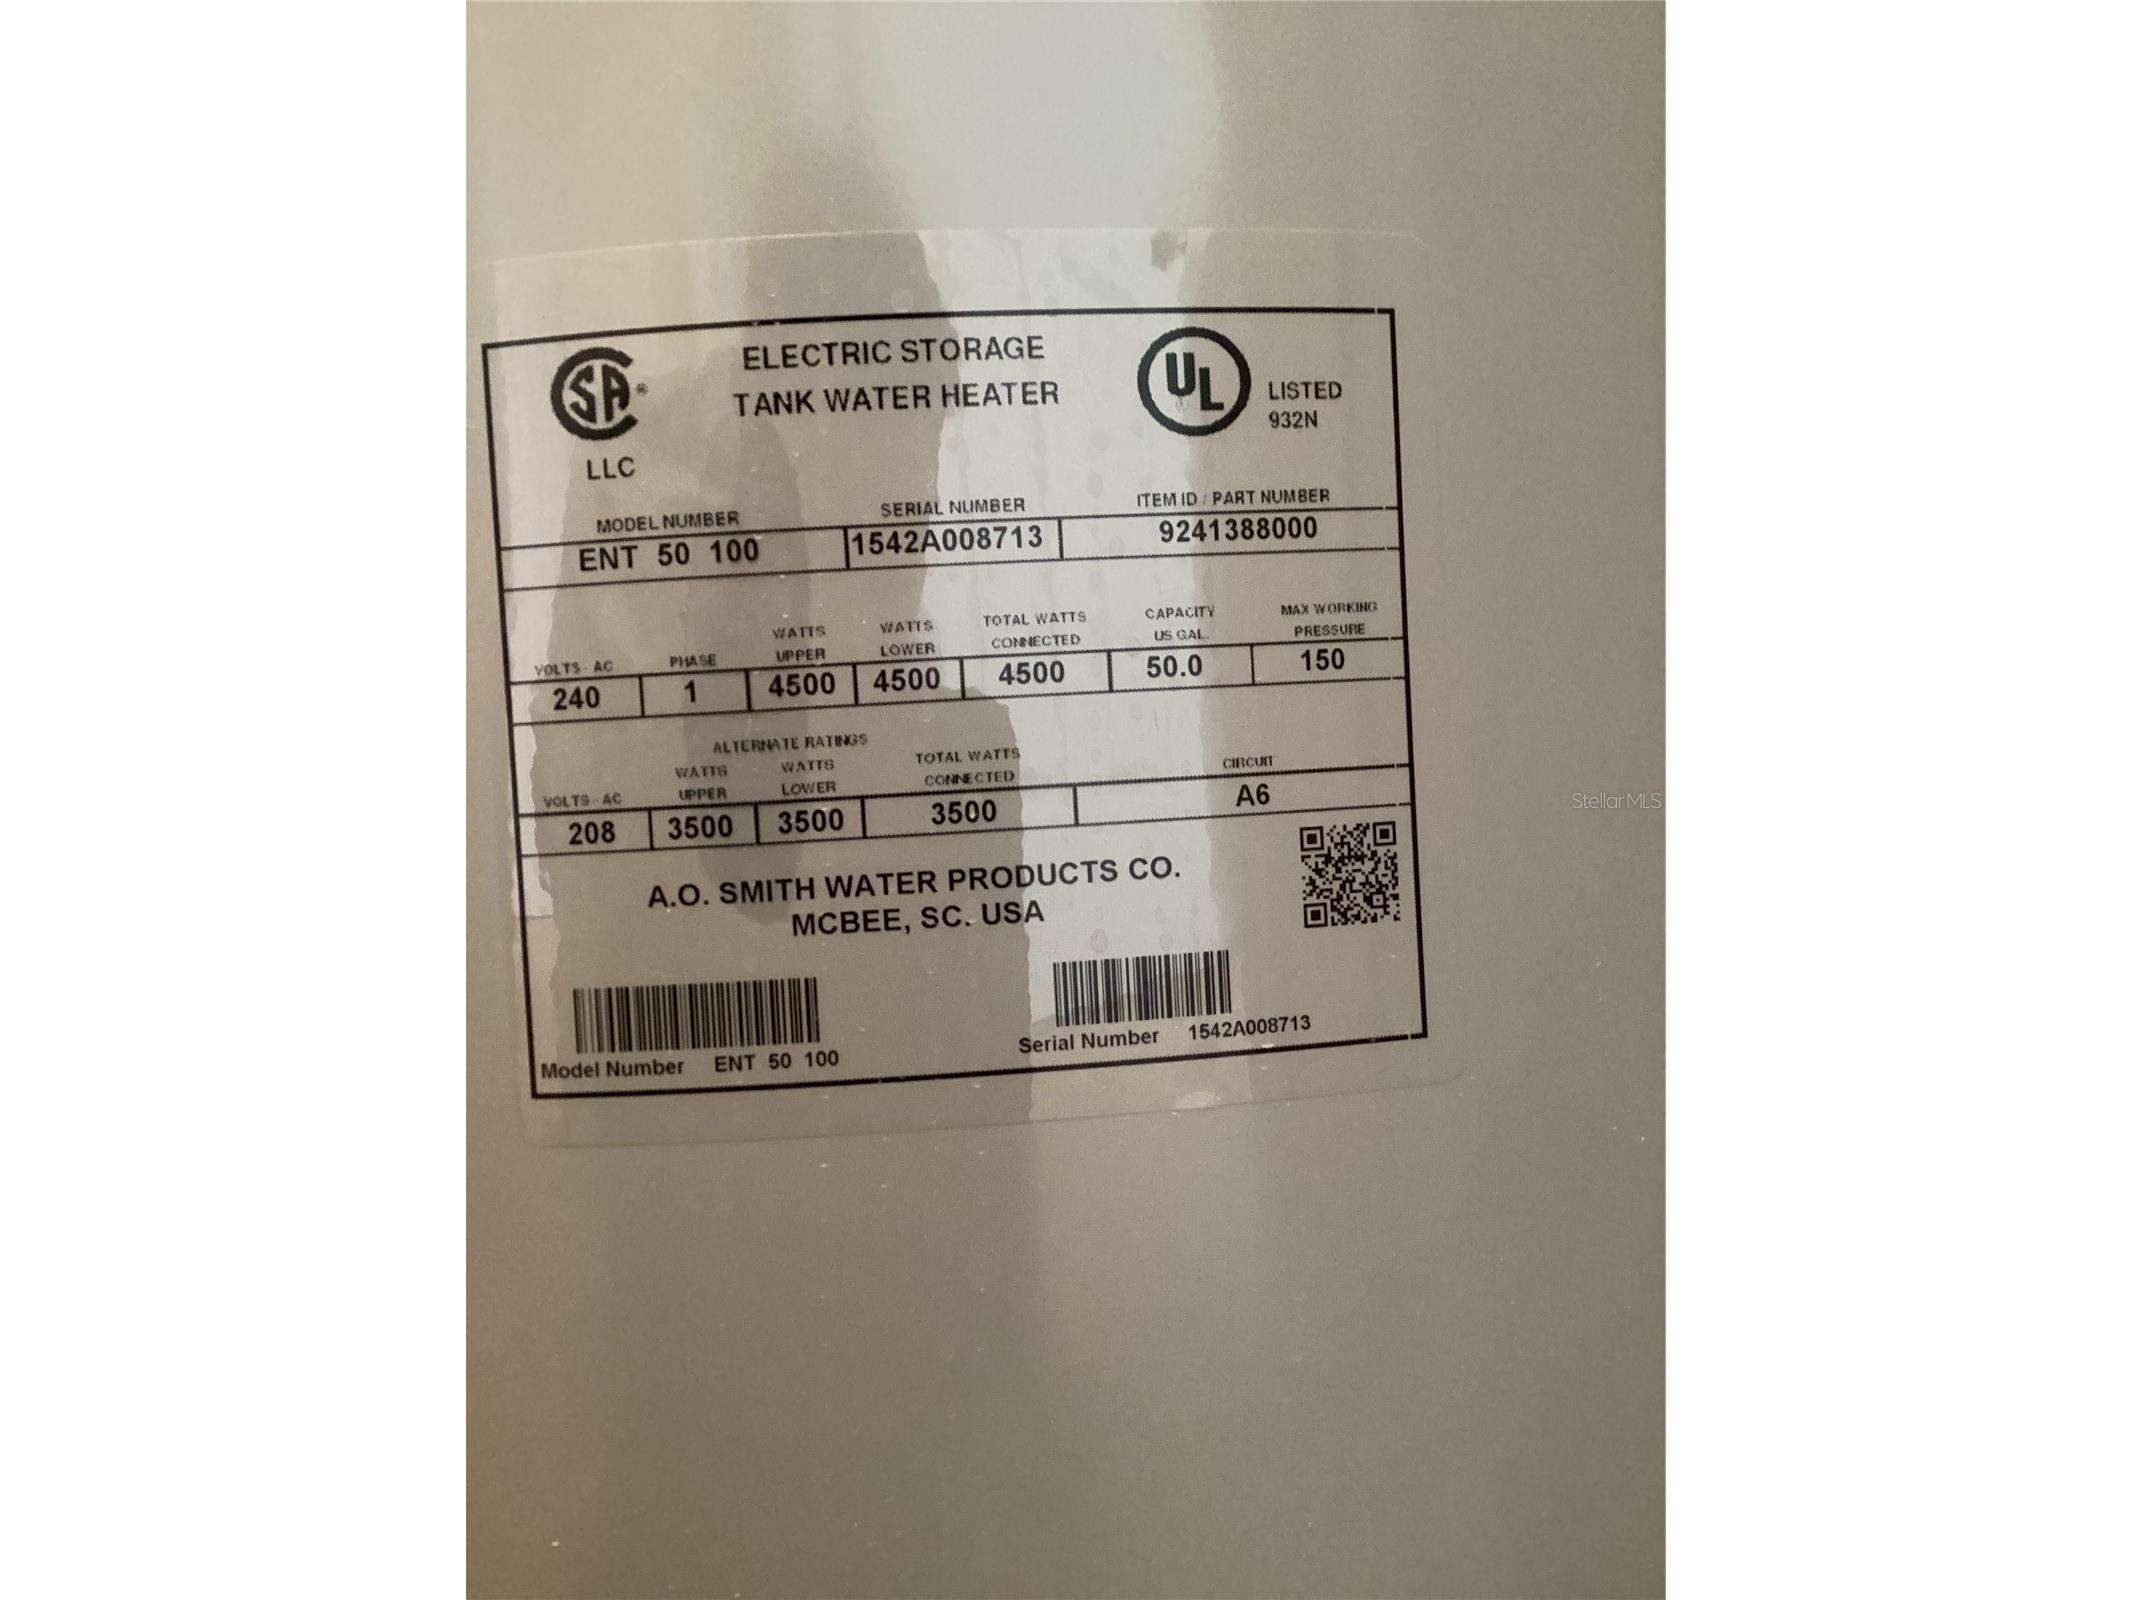 SA®
LLC
ELECTRIC STORAGE
TANK WATER HEATER
UL
LISTED
932N
MODEL NUMBER SERIAL NUMBER ITEM ID / PART NUMBER
ENT 50 100 1542A008713 9241388000
WATTS WATTS TOTAL WATTS CAPACITY MAX WORKING
VOLTS - AC PHASE UPPER LOWER CONNECTED US GAL. PRESSURE
240 1 4500 4500 4500 50.0 150
ALTERNATE RATINGS
WATTS WATTS TOTAL WATTS
VOLTS - AC UPPER LOWER CONNECTED CIRCUIT
208 3500 3500 3500 A6
A.O. SMITH WATER PRODUCTS CO.
MCBEE, SC. USA
Model Number ENT 50 100
Serial Number 1542A008713
StellarMLS